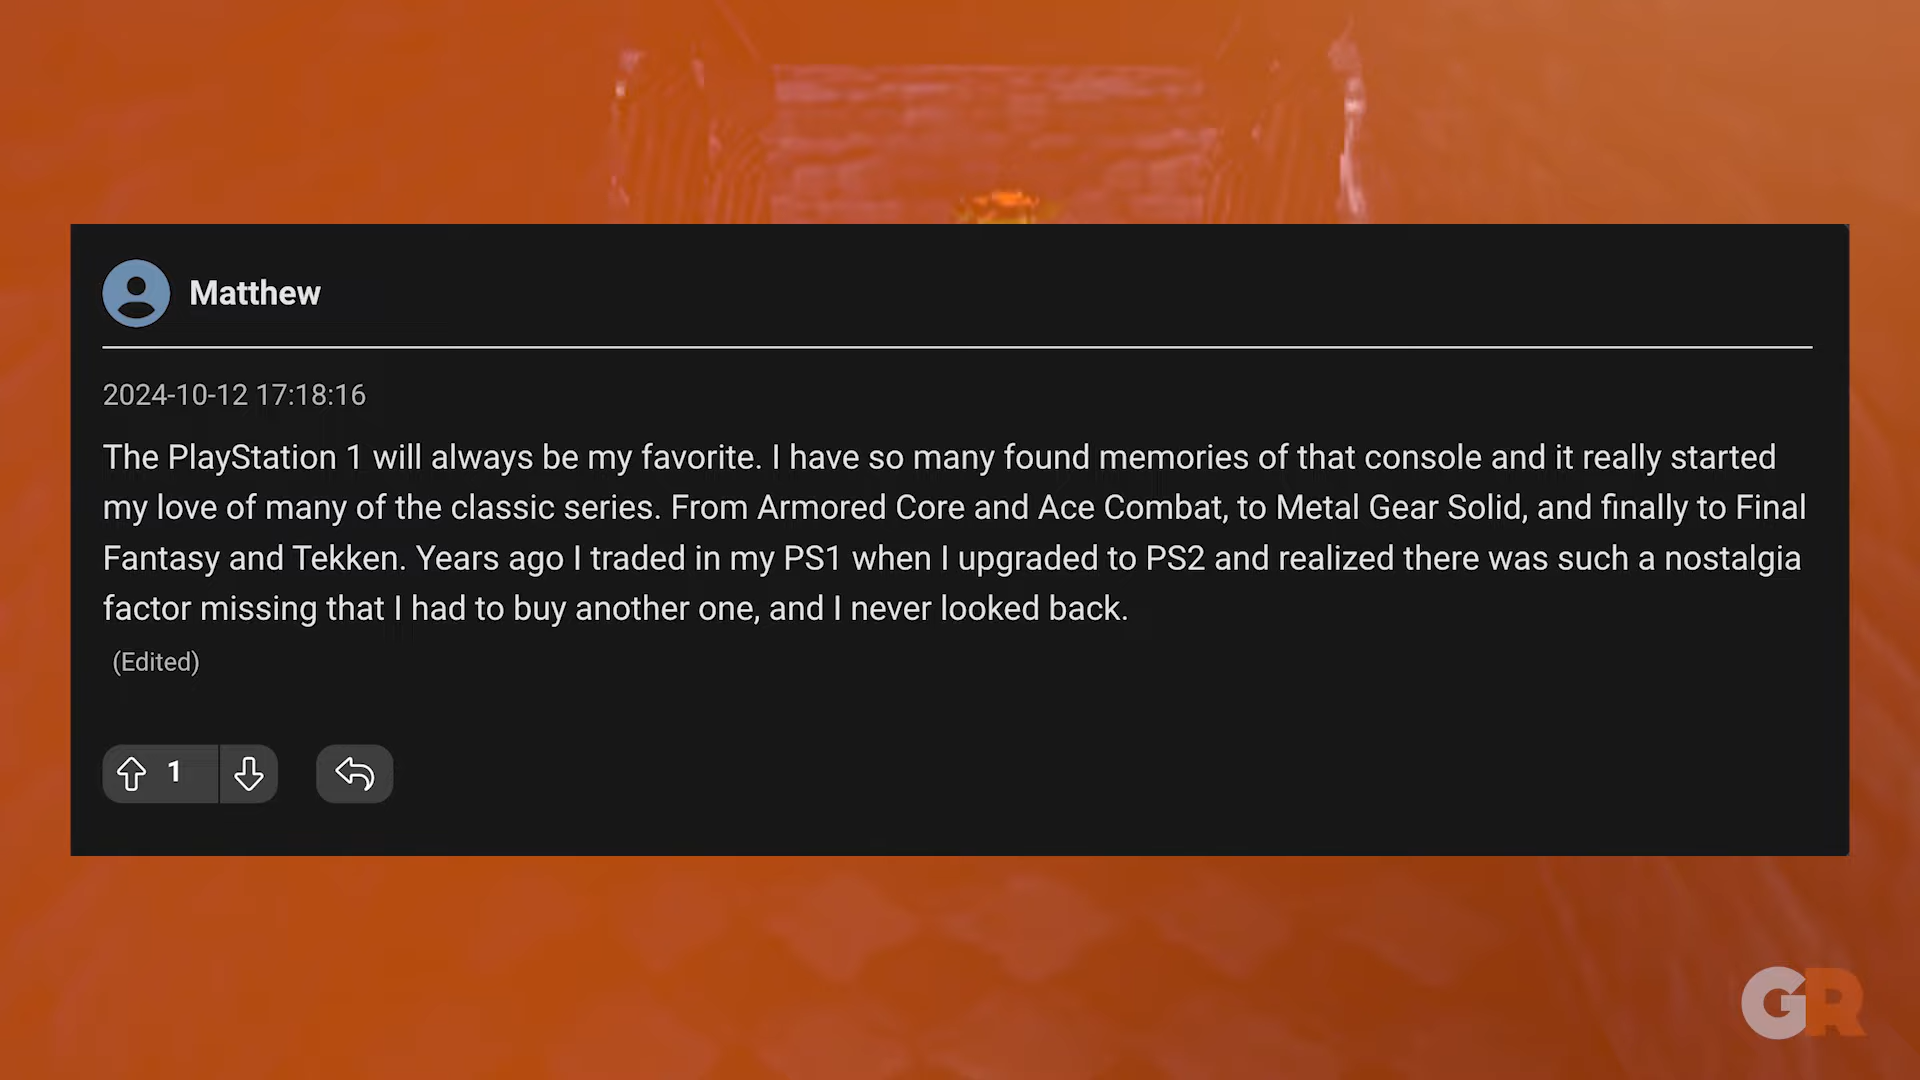 Matthew
2024-10-12 17:18:16
The PlayStation 1 will always be my favorite. I have so many found memories of that console and it really started
my love of many of the classic series. From Armored Core and Ace Combat, to Metal Gear Solid, and finally to Final
Fantasy and Tekken. Years ago I traded in my PS1 when I upgraded to PS2 and realized there was such a nostalgia
factor missing that I had to buy another one, and I never looked back.
(Edited)
1
GR